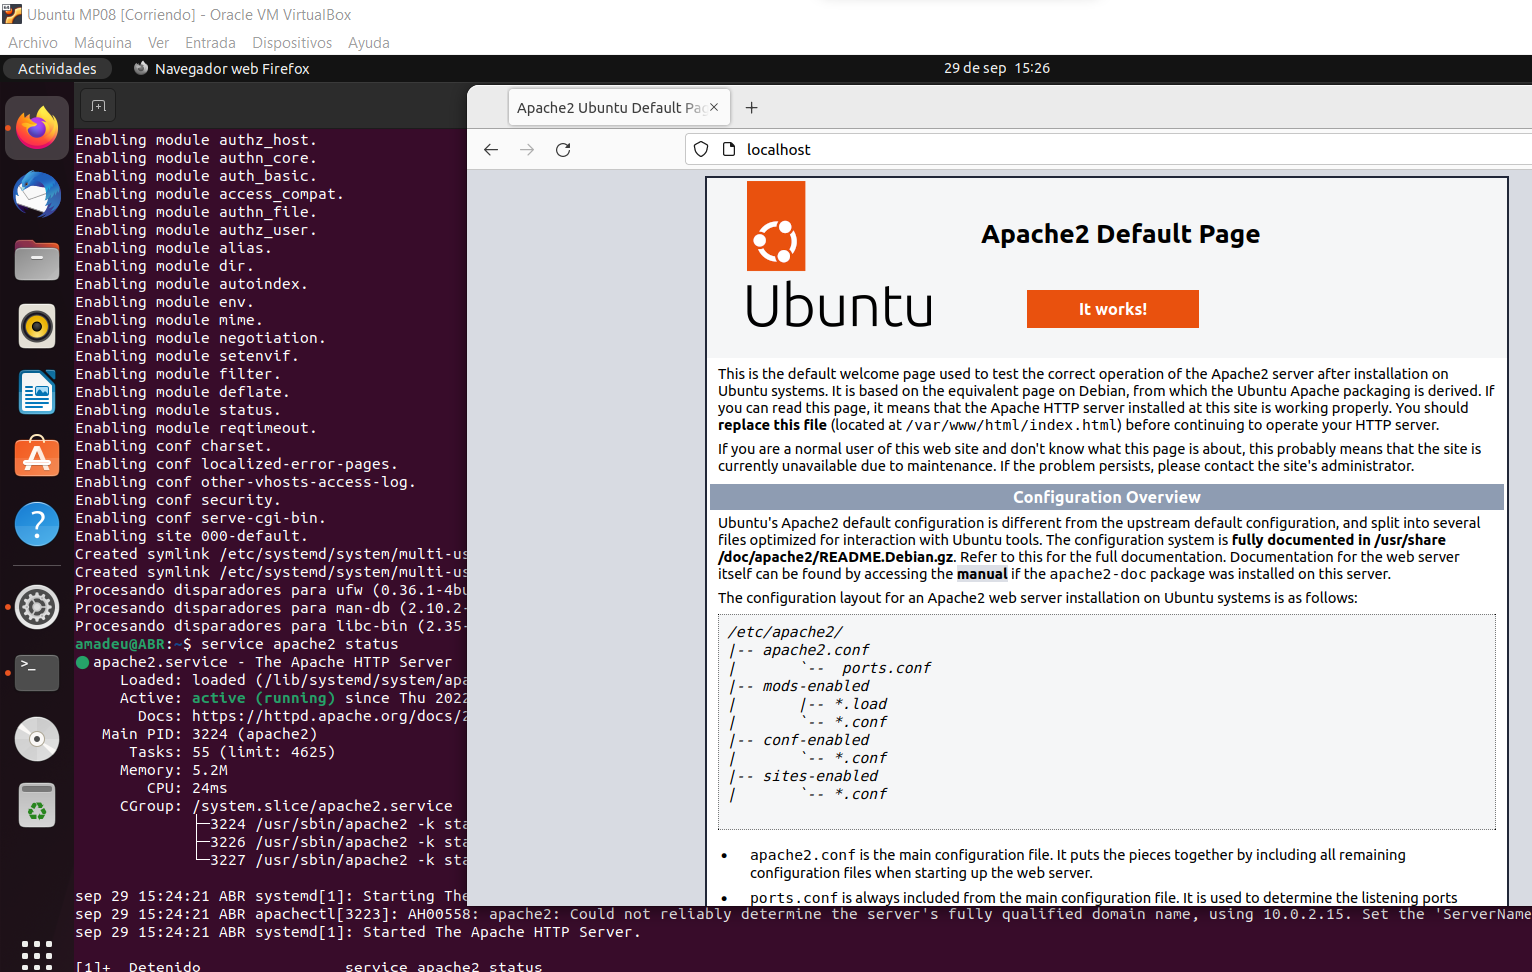 Ubuntu MP08 [Corriendo] - Oracle VM VirtualBox
Archivo Máquina Ver Entrada Dispositivos Ayuda
Actividades Navegador web Firefox 29 de sep 15:26
Enabling module authz_host.
Enabling module authn_core.
Enabling module auth_basic.
Enabling module access_compat.
Enabling module authn_file.
Enabling module authz_user.
Enabling module alias.
Enabling module dir.
Enabling module autoindex.
Enabling module env.
Enabling module mime.
Enabling module negotiation.
Enabling module setenvif.
Enabling module filter.
Enabling module deflate.
Enabling module status.
Enabling module reqtimeout.
Enabling conf charset.
Enabling conf localized-error-pages.
Enabling conf other-vhosts-access-log.
Enabling conf security.
Enabling conf serve-cgi-bin.
Enabling site 000-default.
Created symlink /etc/systemd/system/multi-us
Created symlink /etc/systemd/system/multi-us
Procesando disparadores para ufw (0.36.1-4bu
Procesando disparadores para man-db (2.10.2-
Procesando disparadores para libc-bin (2.35-
amadeu@ABR:~$ service apache2 status
● apache2.service - The Apache HTTP Server
Loaded: loaded (/lib/systemd/system/apa
Active: active (running) since Thu 2022
Docs: https://httpd.apache.org/docs/2
Main PID: 3224 (apache2)
Tasks: 55 (limit: 4625)
Memory: 5.2M
CPU: 24ms
CGroup: /system.slice/apache2.service
├─3224 /usr/sbin/apache2 -k sta
├─3226 /usr/sbin/apache2 -k sta
└─3227 /usr/sbin/apache2 -k sta
sep 29 15:24:21 ABR systemd[1]: Starting The
sep 29 15:24:21 ABR apachectl[3223]: AH00558: apache2: Could not reliably determine the server's fully qualified domain name, using 10.0.2.15. Set the 'ServerName
sep 29 15:24:21 ABR systemd[1]: Started The Apache HTTP Server.
[1]+ Detenido service apache2 status
Apache2 Ubuntu Default Pag
localhost
Ubuntu
Apache2 Default Page
It works!
This is the default welcome page used to test the correct operation of the Apache2 server after installation on
Ubuntu systems. It is based on the equivalent page on Debian, from which the Ubuntu Apache packaging is derived. If
you can read this page, it means that the Apache HTTP server installed at this site is working properly. You should
replace this file (located at /var/www/html/index.html) before continuing to operate your HTTP server.
If you are a normal user of this web site and don't know what this page is about, this probably means that the site is
currently unavailable due to maintenance. If the problem persists, please contact the site's administrator.
Configuration Overview
Ubuntu's Apache2 default configuration is different from the upstream default configuration, and split into several
files optimized for interaction with Ubuntu tools. The configuration system is fully documented in /usr/share
/doc/apache2/README.Debian.gz. Refer to this for the full documentation. Documentation for the web server
itself can be found by accessing the manual if the apache2-doc package was installed on this server.
The configuration layout for an Apache2 web server installation on Ubuntu systems is as follows:
/etc/apache2/
|-- apache2.conf
|       `--  ports.conf
|-- mods-enabled
|       |-- *.load
|       `-- *.conf
|-- conf-enabled
|       `-- *.conf
|-- sites-enabled
|       `-- *.conf
• apache2.conf is the main configuration file. It puts the pieces together by including all remaining
configuration files when starting up the web server.
• ports.conf is always included from the main configuration file. It is used to determine the listening ports